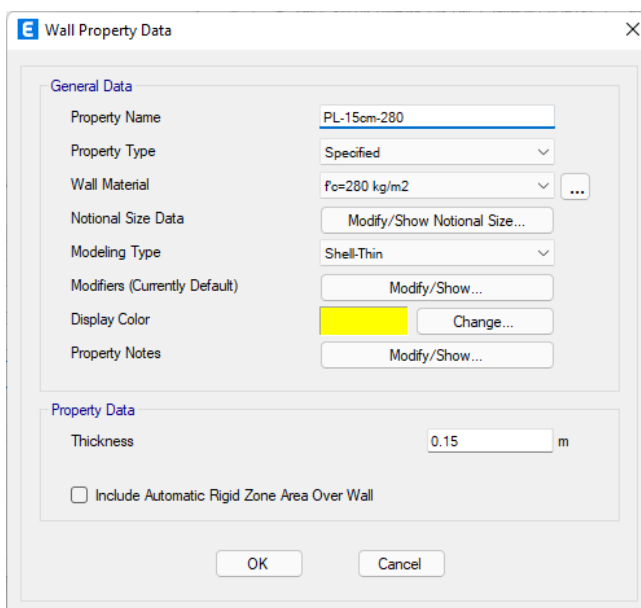 E Wall Property Data
General Data
Property Name PL-15cm-280
Property Type Specified
Wall Material f'c=280 kg/m2 ...
Notional Size Data Modify/Show Notional Size...
Modeling Type Shell-Thin
Modifiers (Currently Default) Modify/Show...
Display Color Change...
Property Notes Modify/Show...
Property Data
Thickness 0.15 m
Include Automatic Rigid Zone Area Over Wall
OK Cancel